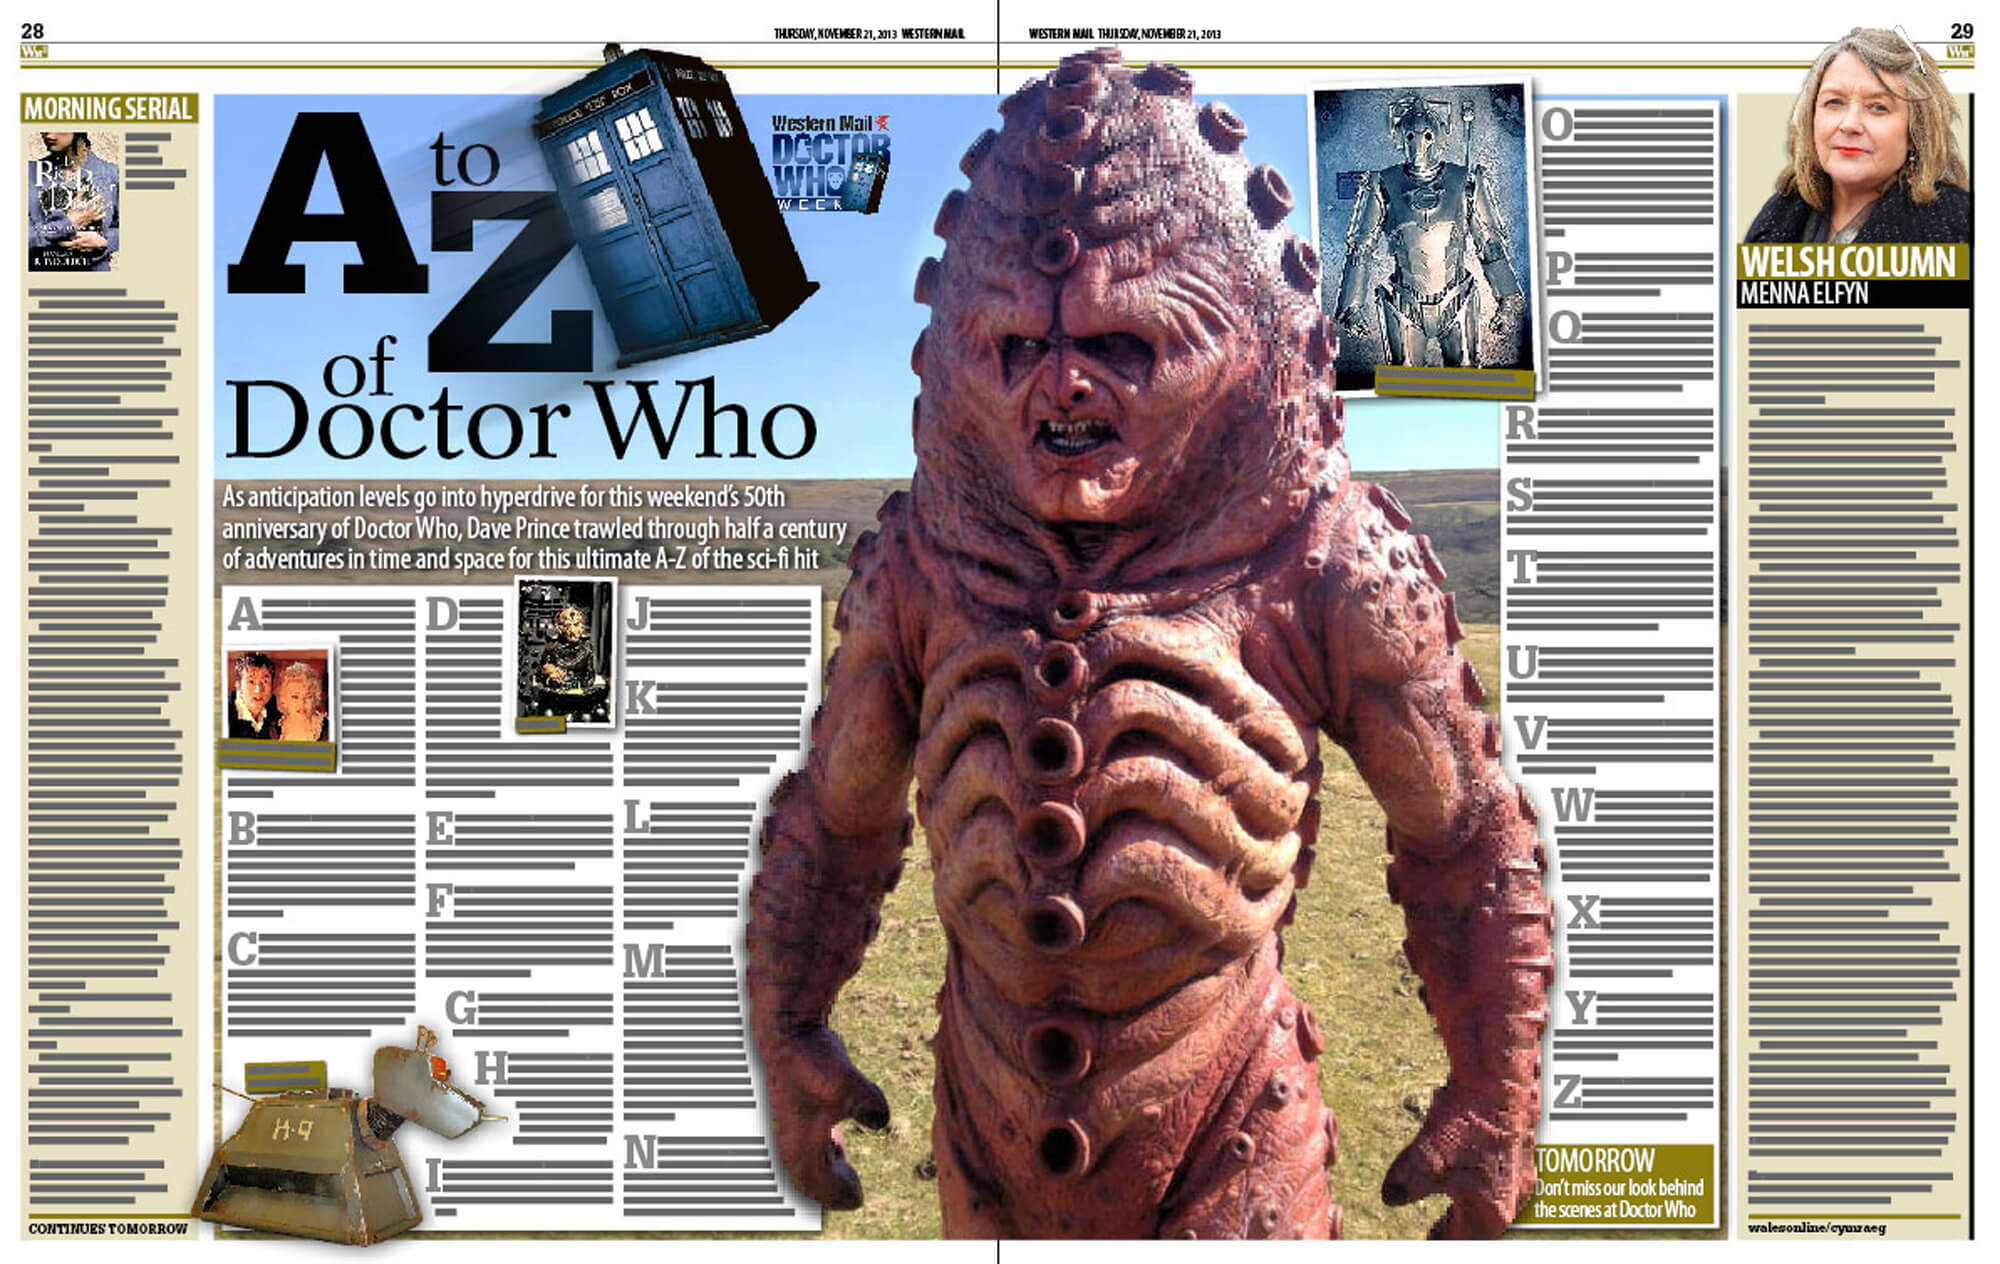 28
THURSDAY, NOVEMBER 21, 2013 WESTERN MAIL
WESTERN MAIL THURSDAY, NOVEMBER 21, 2013
29
MORNING SERIAL
CONTINUES TOMORROW
A to Z
of
Doctor Who
POLICE BOX
Western Mail
DOCTOR
WHO
WEEK
As anticipation levels go into hyperdrive for this weekend's 50th
anniversary of Doctor Who, Dave Prince trawled through half a century
of adventures in time and space for this ultimate A-Z of the sci-fi hit
A
B
C
K-9
D
E
F
G
H
I
J
K
L
M
N
O
P
Q
R
S
T
U
V
W
X
Y
Z
TOMORROW
Don't miss our look behind
the scenes at Doctor Who
WELSH COLUMN
MENNA ELFYN
walesonline/cymraeg